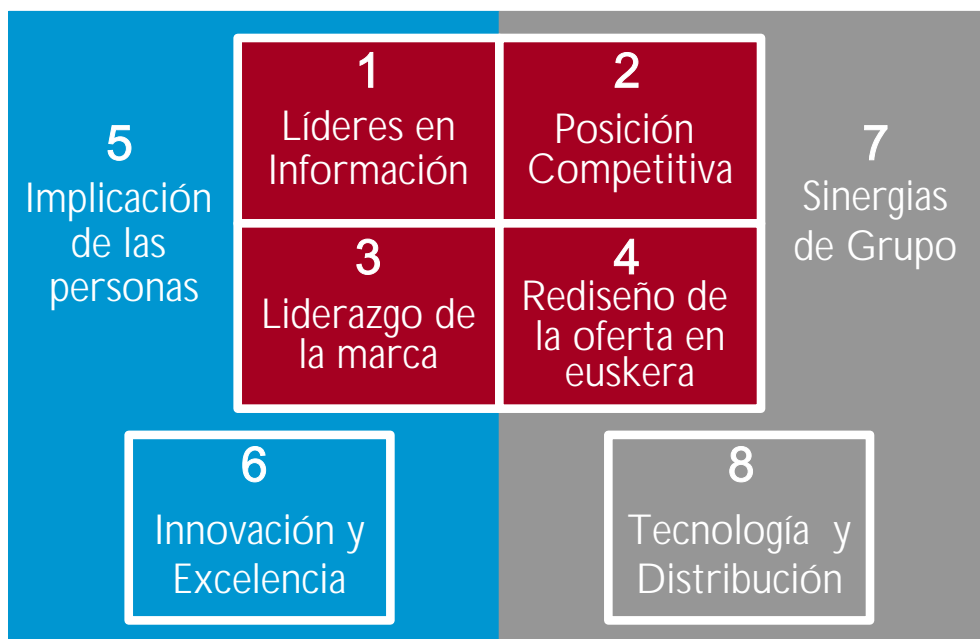 1
Líderes en
Información
2
Posición
Competitiva
3
Liderazgo de
la marca
4
Rediseño de
la oferta en
euskera
5
Implicación
de las
personas
6
Innovación y
Excelencia
7
Sinergias
de Grupo
8
Tecnología y
Distribución